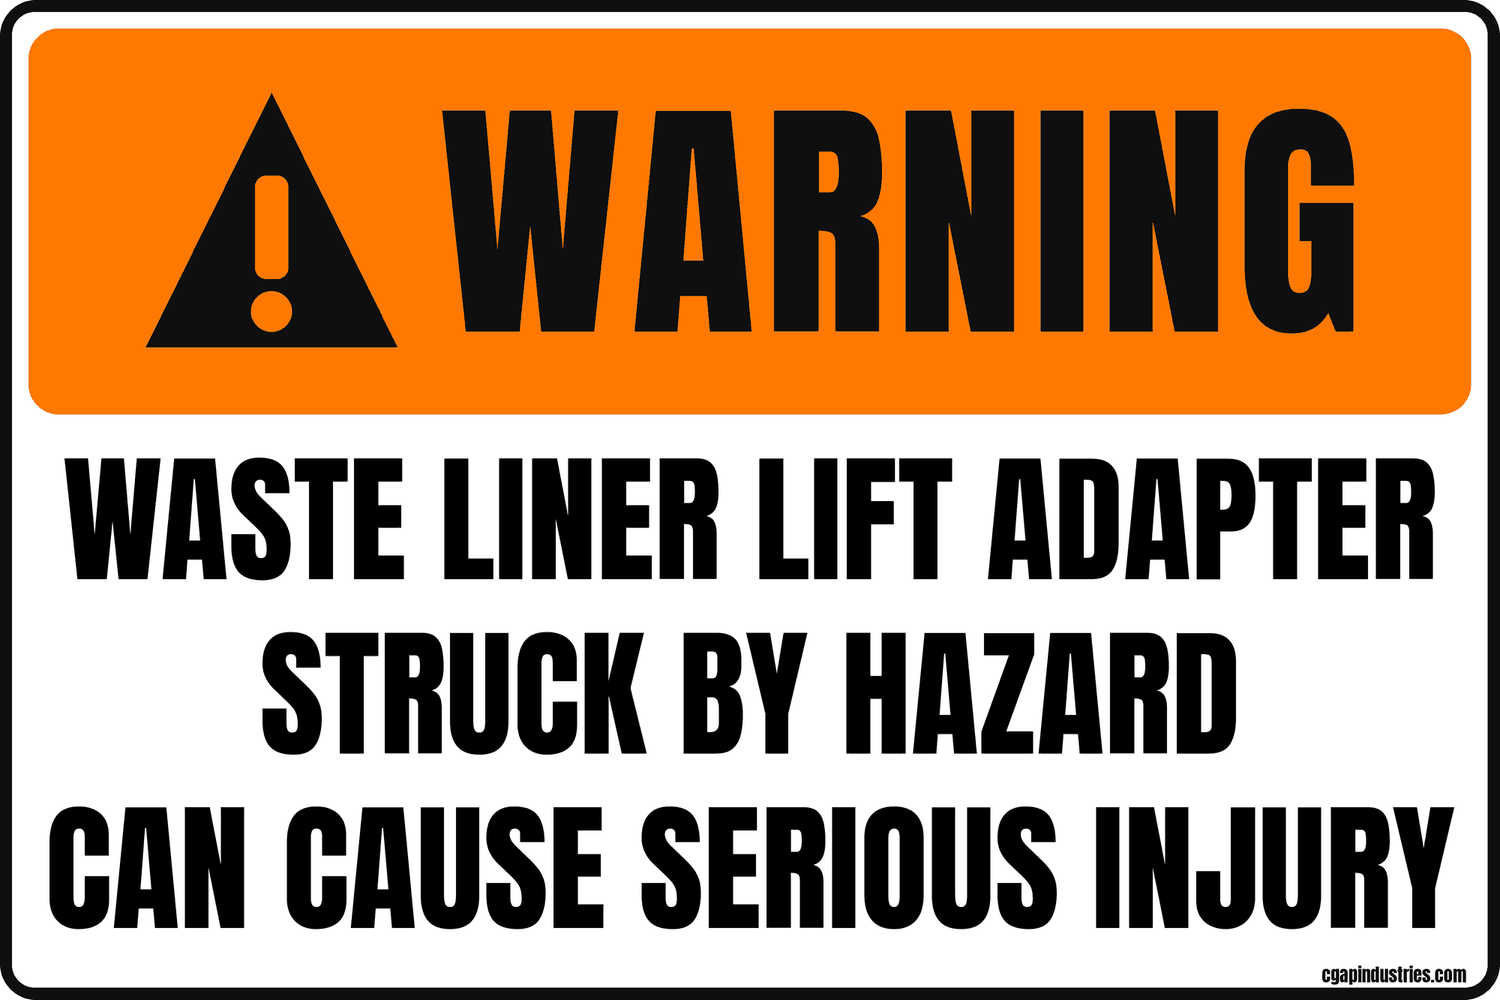 WARNING
WASTE LINER LIFT ADAPTER
STRUCK BY HAZARD
CAN CAUSE SERIOUS INJURY
cgapindustries.com